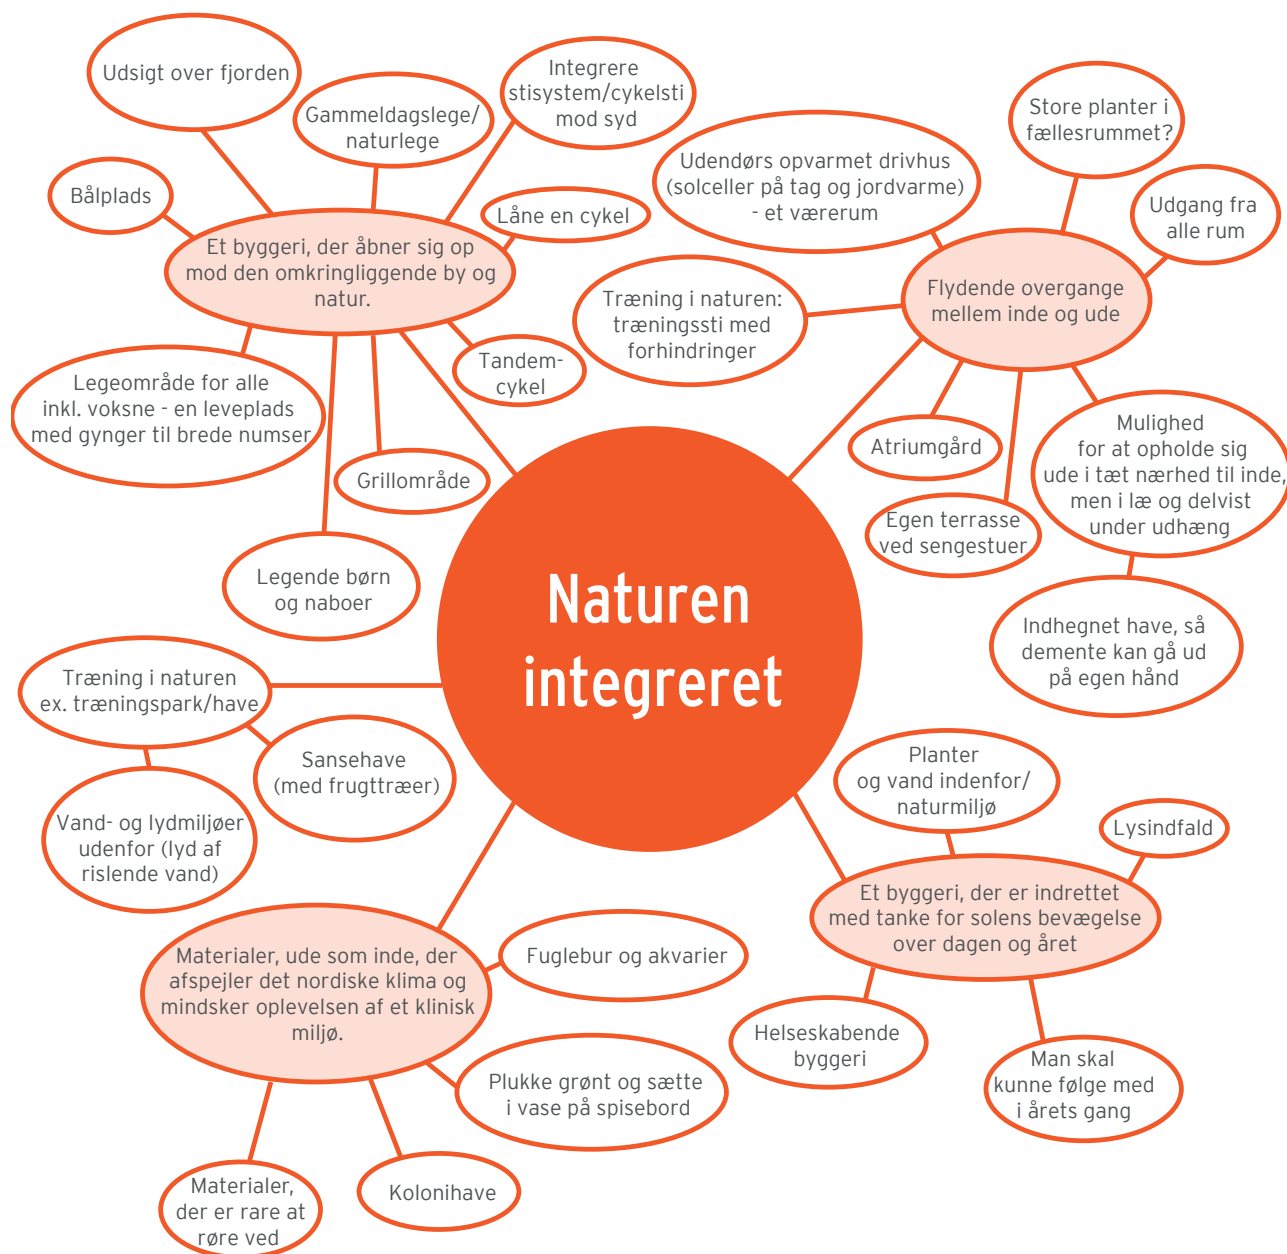 Udsigt over fjorden
Gammeldagslege/
naturlege
Integrere
stisystem/cykelsti
mod syd
Bålplads
Låne en cykel
Et byggeri, der åbner sig op
mod den omkringliggende by og
natur.
Tandem-
cykel
Legeområde for alle
inkl. voksne - en leveplads
med gynger til brede numser
Grillområde
Legende børn
og naboer
Store planter i
fællesrummet?
Udendørs opvarmet drivhus
(solceller på tag og jordvarme)
- et værerum
Udgang fra
alle rum
Flydende overgange
mellem inde og ude
Træning i naturen:
træningssti med
forhindringer
Atriumgård
Egen terrasse
ved sengestuer
Mulighed
for at opholde sig
ude i tæt nærhed til inde,
men i læ og delvist
under udhæng
Indhegnet have, så
demente kan gå ud
på egen hånd
Naturen
integreret
Træning i naturen
ex. træningspark/have
Sansehave
(med frugttræer)
Vand- og lydmiljøer
udenfor (lyd af
rislende vand)
Planter
og vand indenfor/
naturmiljø
Lysindfald
Et byggeri, der er indrettet
med tanke for solens bevægelse
over dagen og året
Helseskabende
byggeri
Man skal
kunne følge med
i årets gang
Materialer, ude som inde, der
afspejler det nordiske klima og
mindsker oplevelsen af et klinisk
miljø.
Fuglebur og akvarier
Plukke grønt og sætte
i vase på spisebord
Kolonihave
Materialer,
der er rare at
røre ved